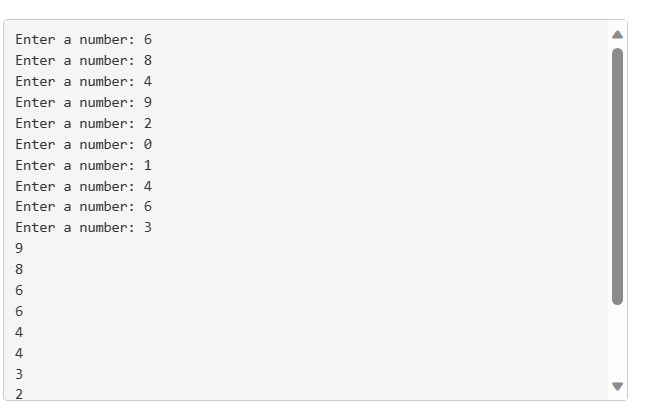 Enter a number: 6
Enter a number: 8
Enter a number: 4
Enter a number: 9
Enter a number: 2
Enter a number: 0
Enter a number: 1
Enter a number: 4
Enter a number: 6
Enter a number: 3
9
8
6
6
4
4
3
2